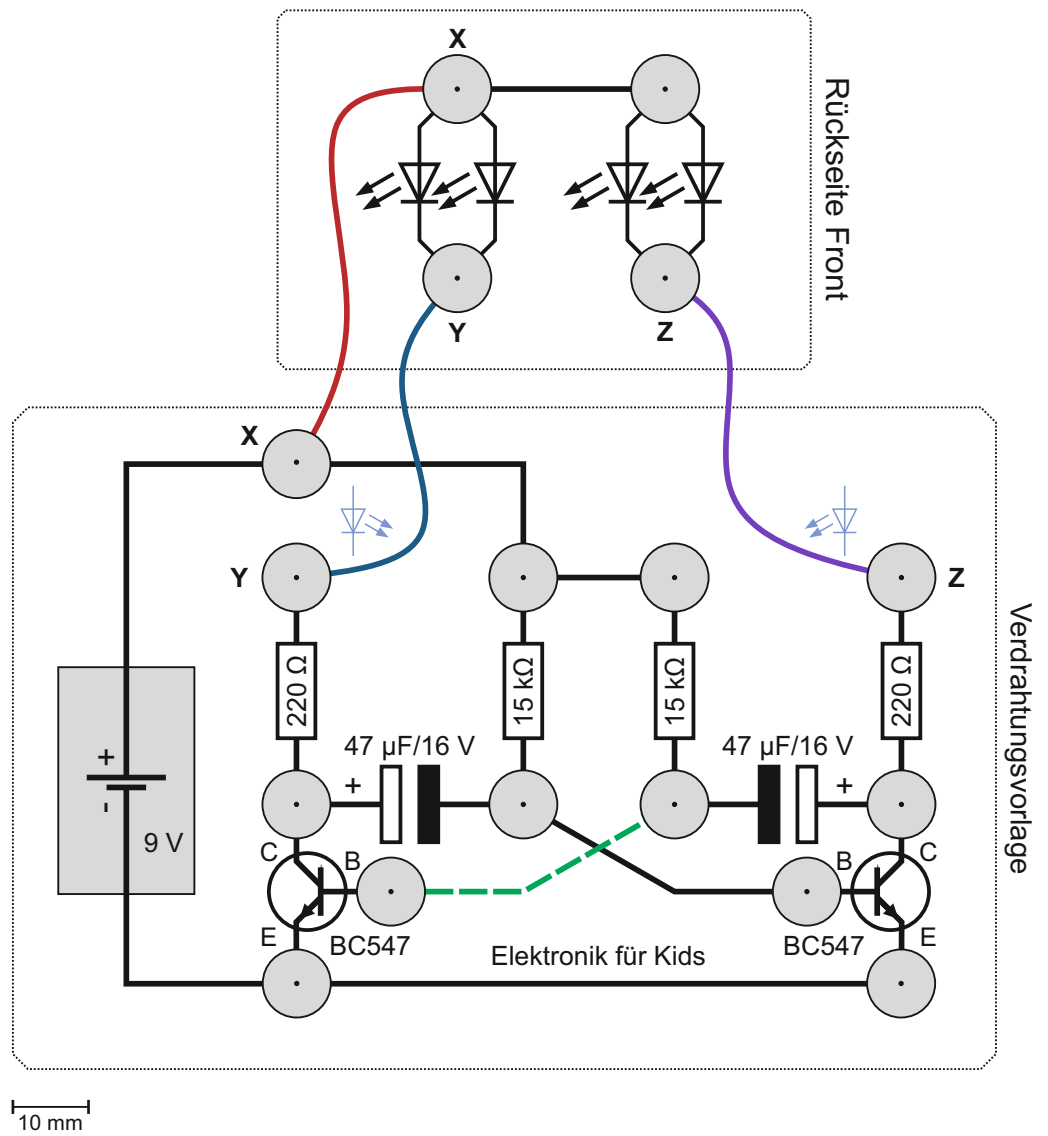 X
Rückseite Front
Y
Z
X
Y
Z
220 Ω
15 kΩ
15 kΩ
220 Ω
47 µF/16 V
47 µF/16 V
+
+
+
-
9 V
C
B
B
C
E
BC547
BC547
E
Elektronik für Kids
Verdrahtungsvorlage
10 mm